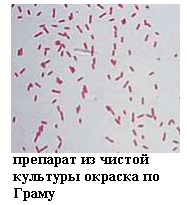 препарат из чистой
культуры окраска по
Граму